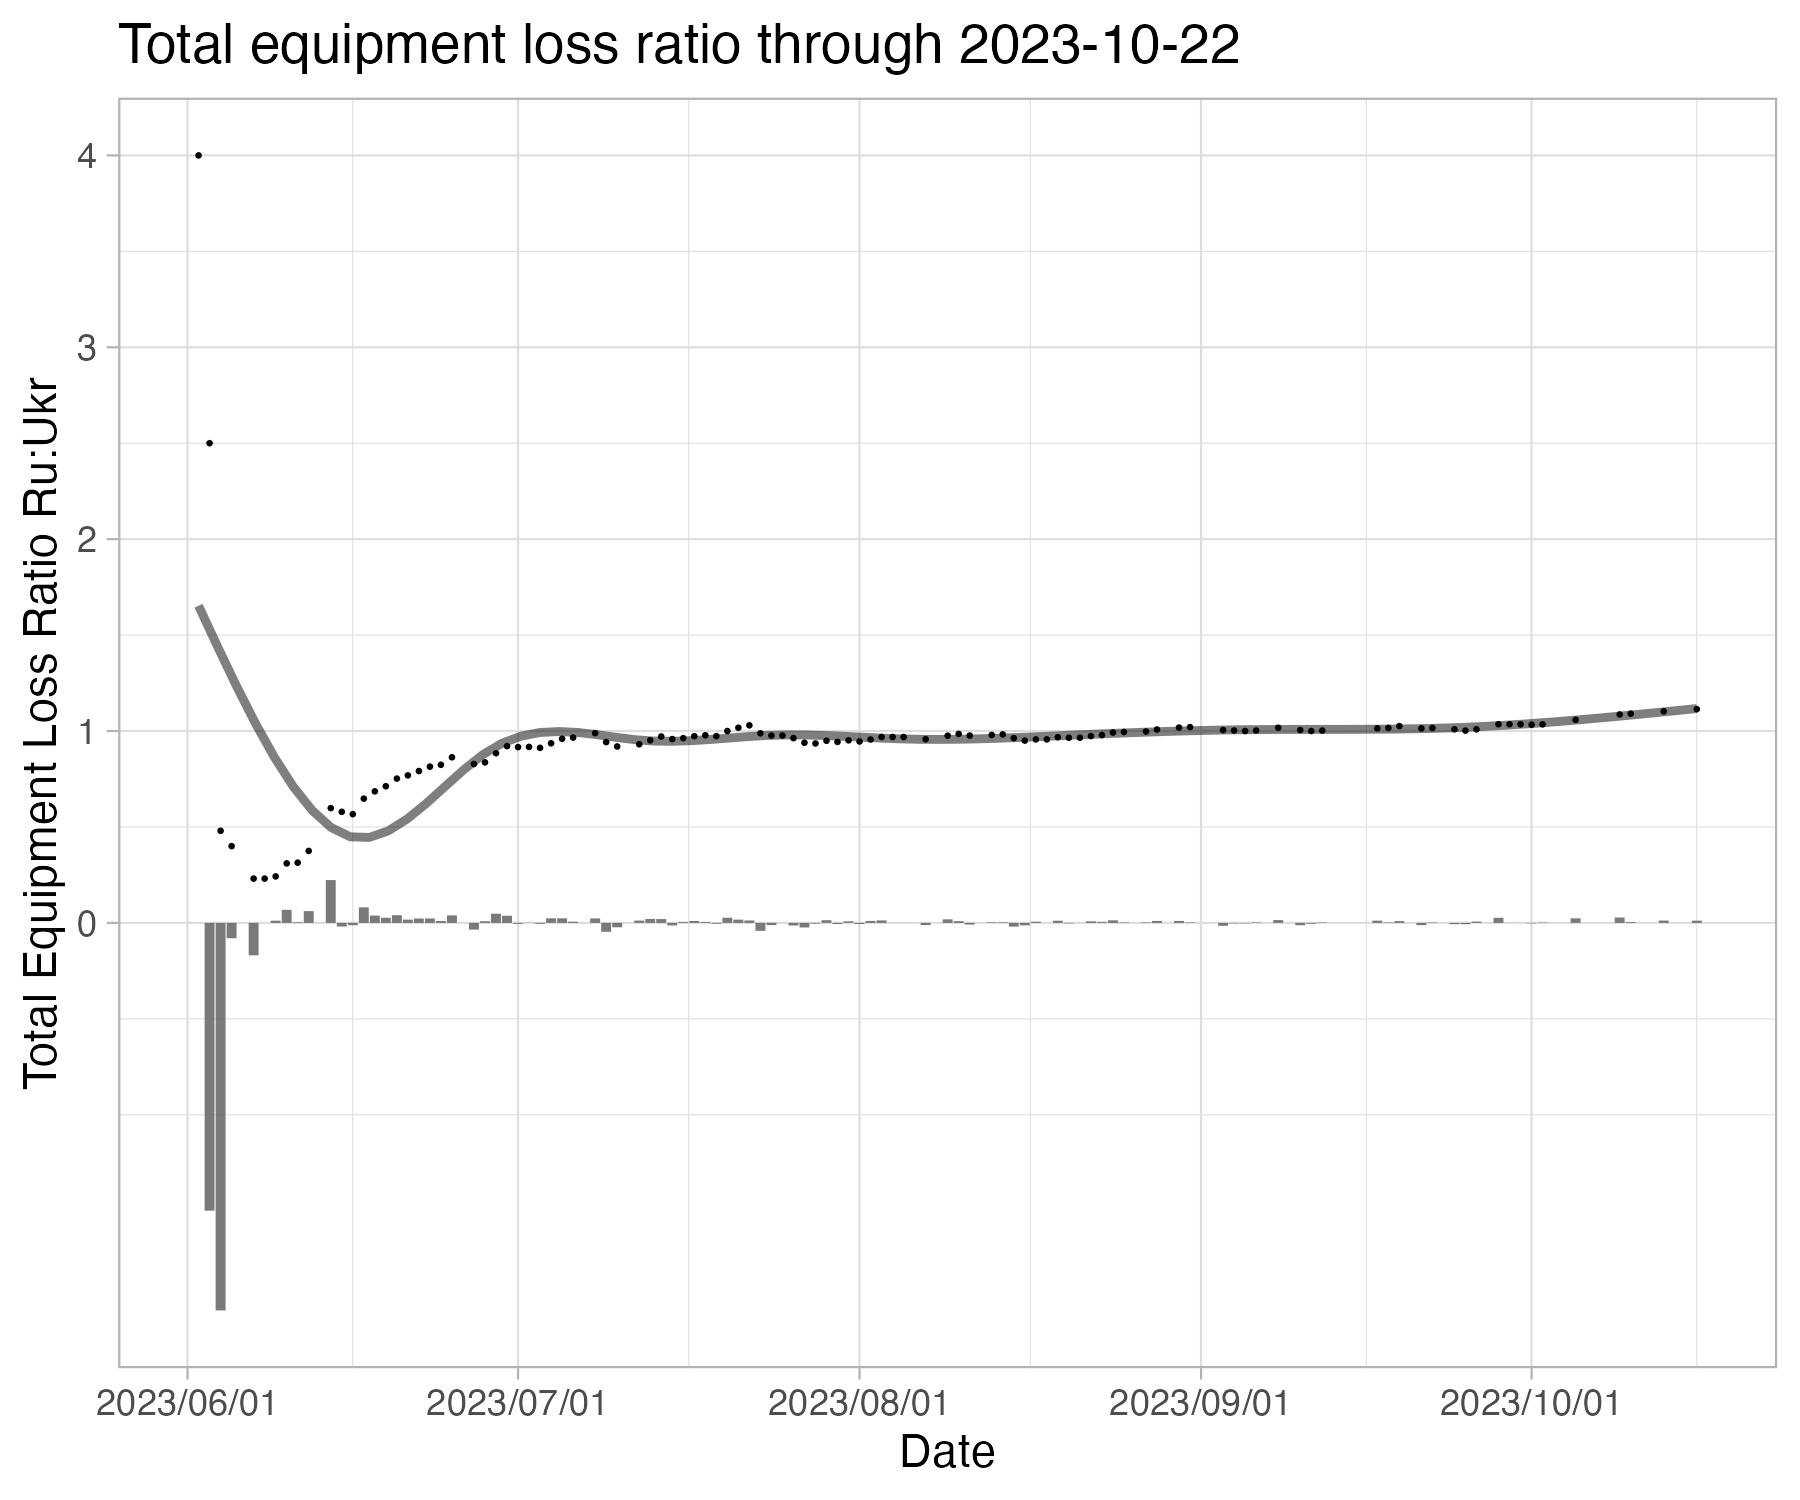 Total equipment loss ratio through 2023-10-22
Total Equipment Loss Ratio Ru:Ukr
4
3
2
1
0
2023/06/01 2023/07/01 2023/08/01 2023/09/01 2023/10/01
Date